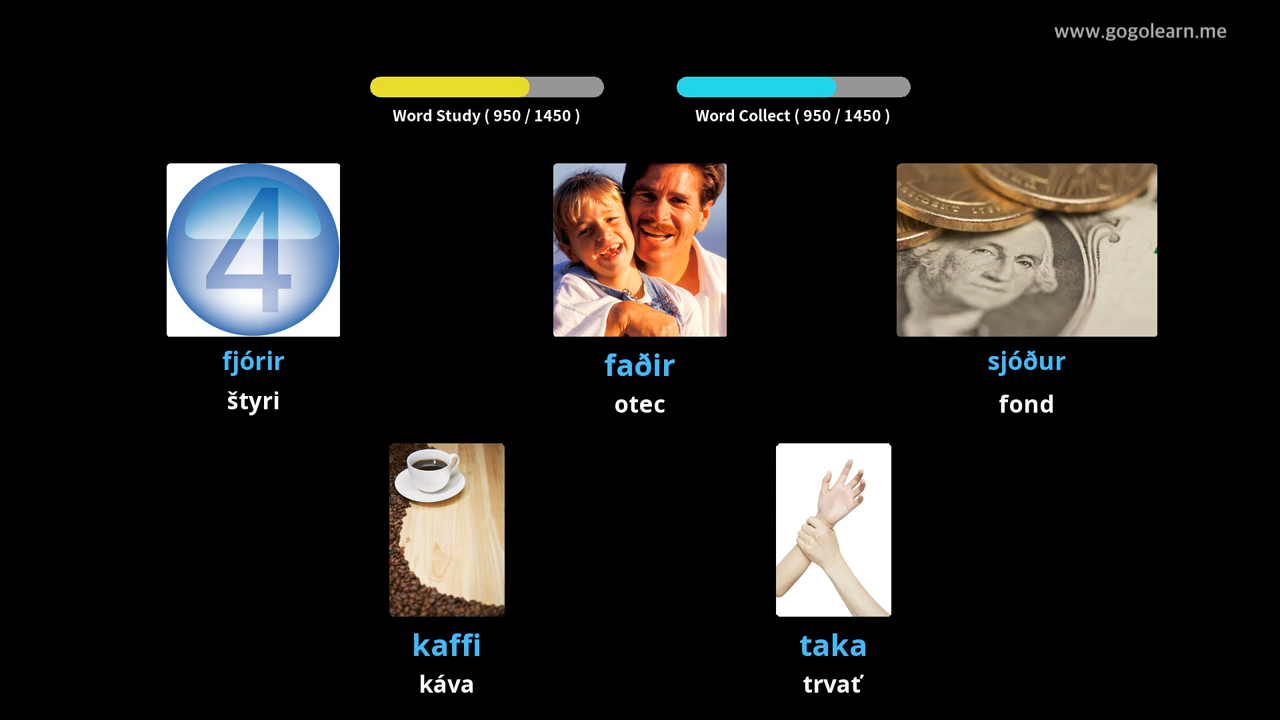 www.gogolearn.me
Word Study ( 950 / 1450 )
Word Collect ( 950 / 1450 )
4
fjórir
štyri
faðir
otec
sjóður
fond
kaffi
káva
taka
trvať